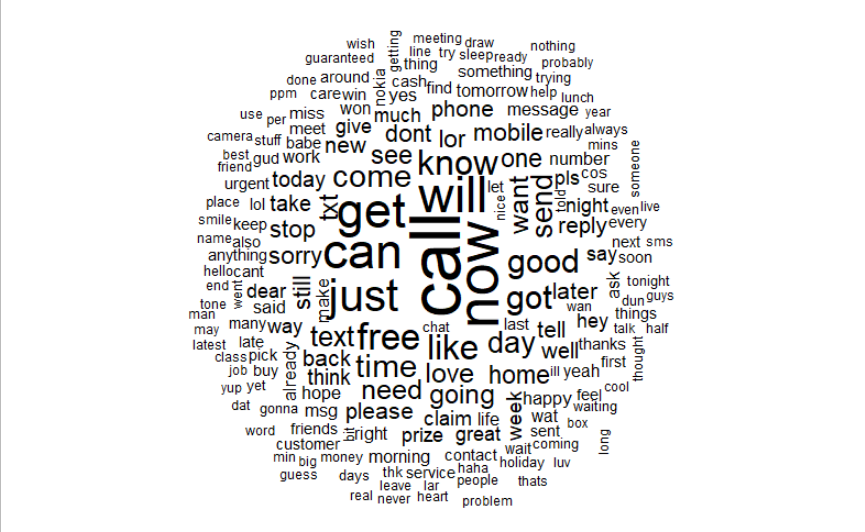 wish getting meeting draw
guaranteed line try sleep ready nothing
thing something probably
done around nokia cash find tomorrow trying
ppm care win yes help lunch
use per miss won much phone message year
camera stuff meet give dont lor mobile really always
best gud babe new see know one number mins
friend work pls cos someone
urgent today come will let want send told sure
place lol take txt get nice night even live
smile keep stop reply every
name also can call now good say next sms
anything sorry soon
hello cant
end went dear still make just got later ask tonight
tone said wan dun guys
man many way text free chat last tell hey things
may late talk half
latest class pick already back time like day well thanks thought
job buy think love home ill yeah first
yup yet hope need going happy feel cool
dat gonna msg please claim life week wat waiting
word friends bit right prize great sent box
customer wait coming long
min big money morning contact holiday luv
guess days thk service haha people thats
leave lar
real never heart problem